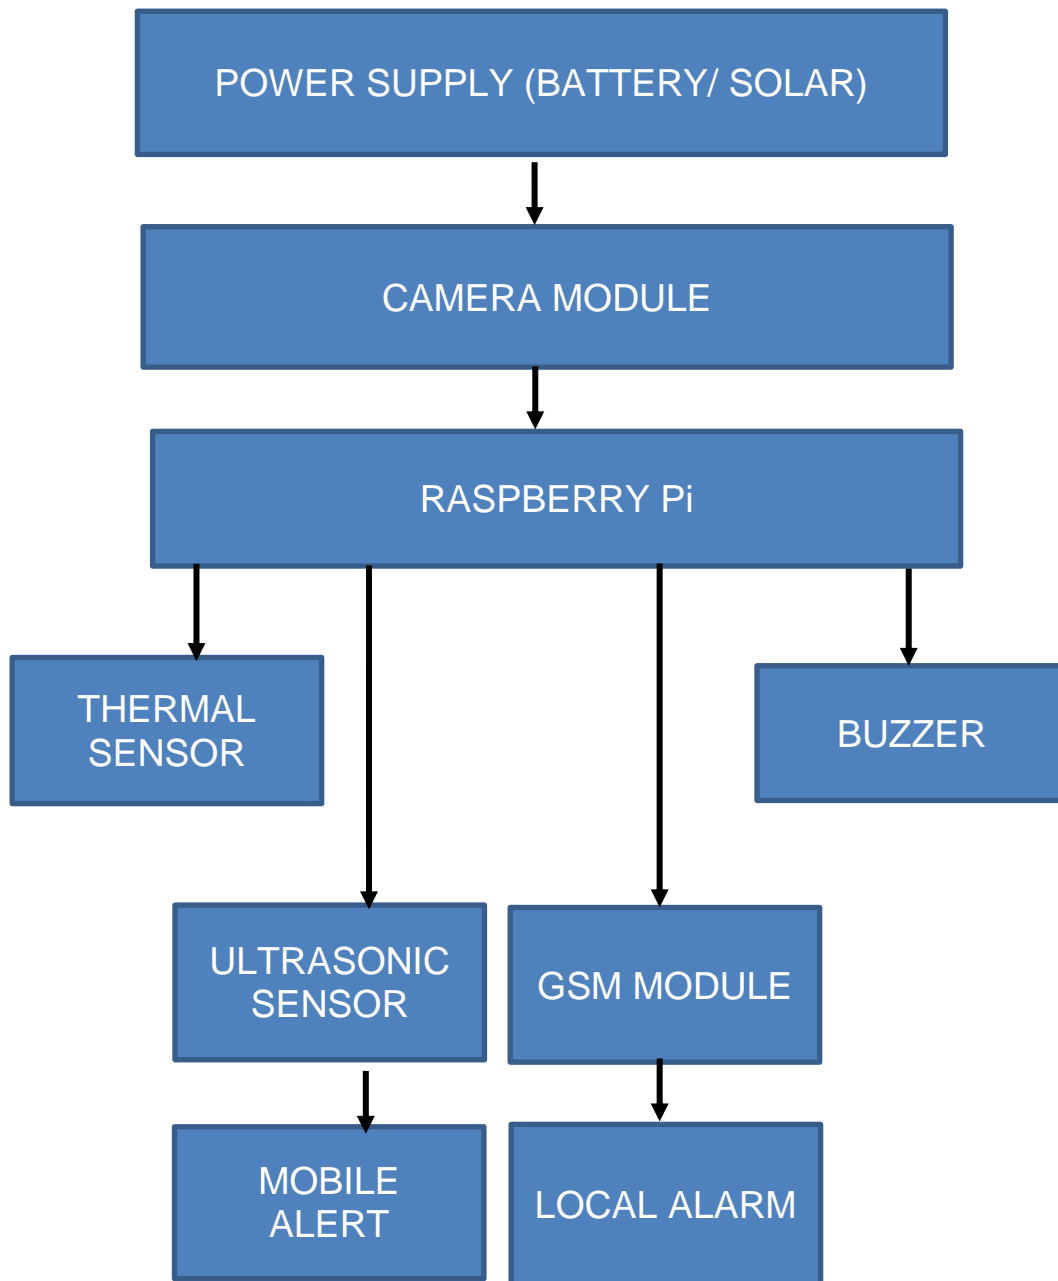 POWER SUPPLY (BATTERY/ SOLAR)
CAMERA MODULE
RASPBERRY Pi
THERMAL
SENSOR
BUZZER
ULTRASONIC
SENSOR
GSM MODULE
MOBILE
ALERT
LOCAL ALARM